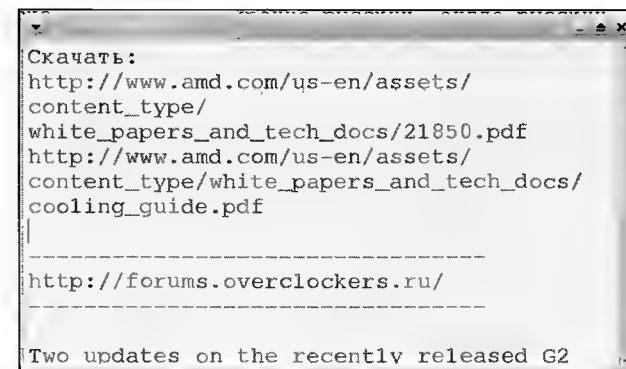 Скачать:
http://www.amd.com/us-en/assets/
content_type/
white_papers_and_tech_docs/21850.pdf
http://www.amd.com/us-en/assets/
content_type/white_papers_and_tech_docs/
cooling_guide.pdf
----------------------------------
http://forums.overclockers.ru/
----------------------------------
Two updates on the recently released G2